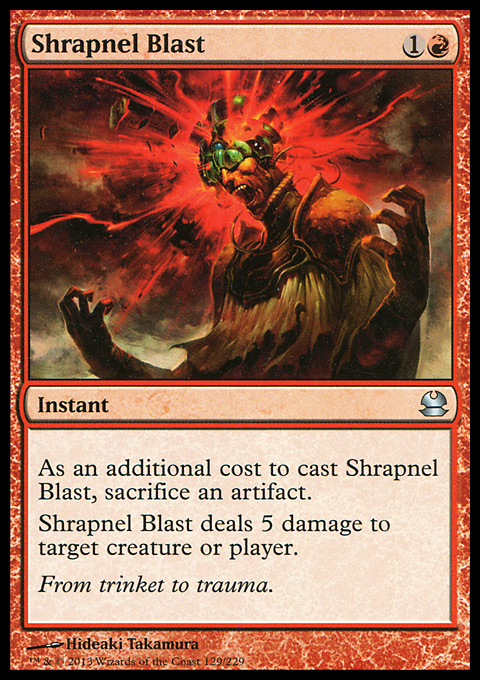 Shrapnel Blast 1
Instant
As an additional cost to cast Shrapnel
Blast, sacrifice an artifact.
Shrapnel Blast deals 5 damage to
target creature or player.
From trinket to trauma.
Hideaki Takamura
™ & © 2013 Wizards of the Coast 129/229